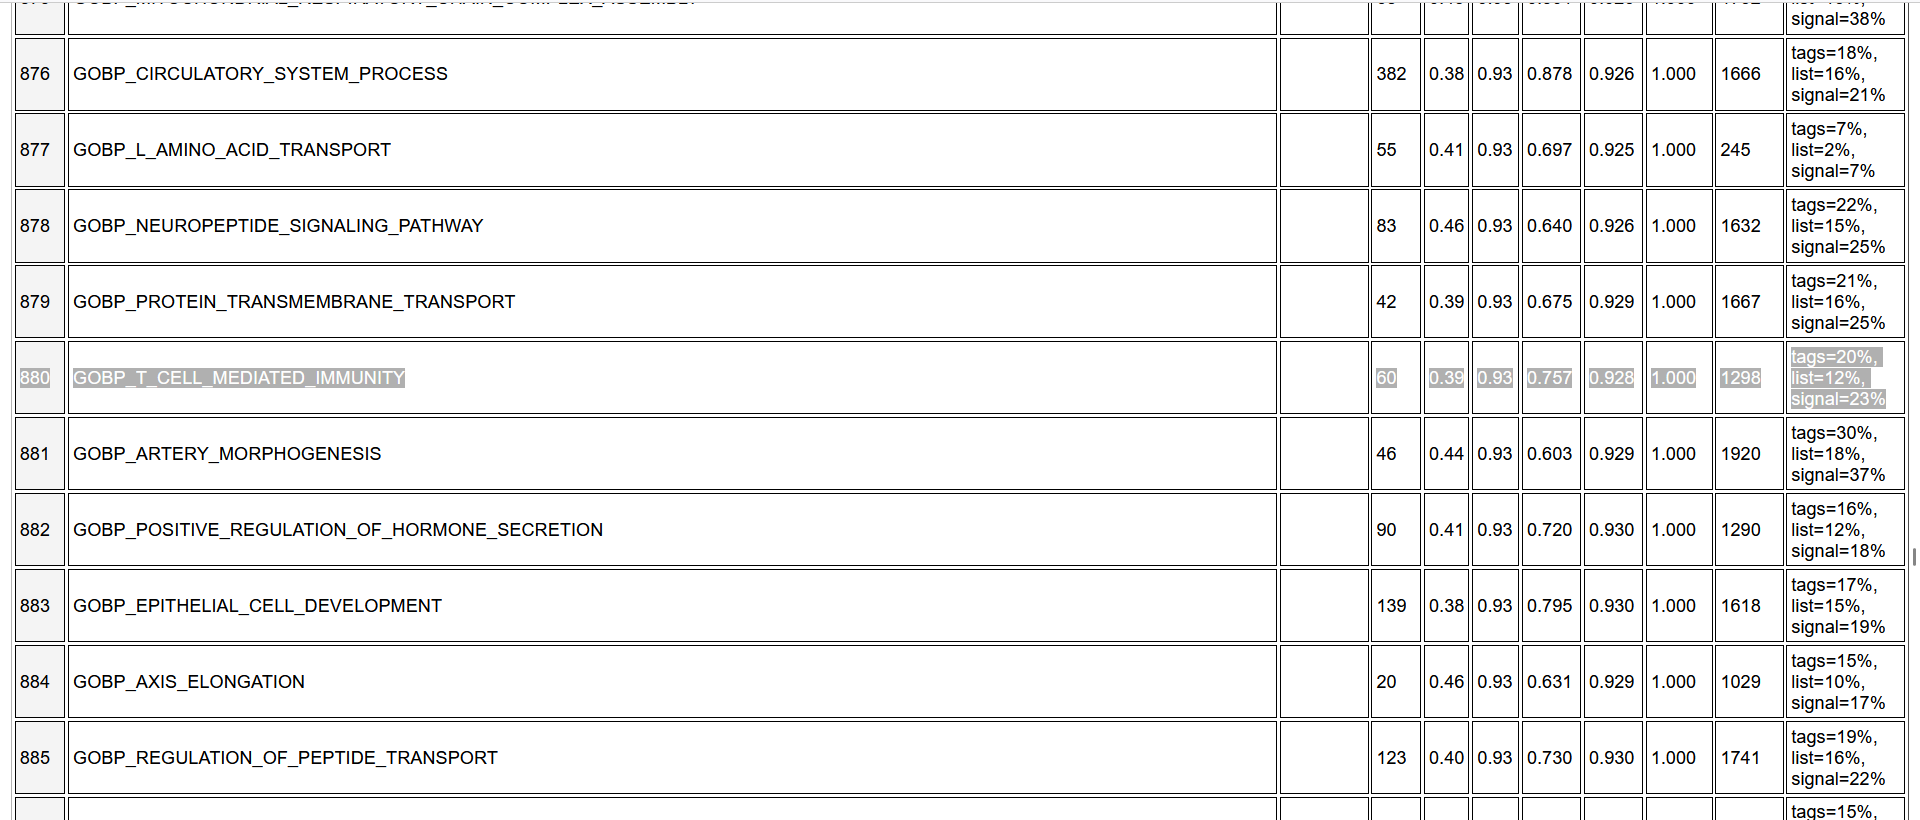 signal=38%
876 GOBP_CIRCULATORY_SYSTEM_PROCESS 382 0.38 0.93 0.878 0.926 1.000 1666 tags=18%,
list=16%,
signal=21%
877 GOBP_L_AMINO_ACID_TRANSPORT 55 0.41 0.93 0.697 0.925 1.000 245 tags=7%,
list=2%,
signal=7%
878 GOBP_NEUROPEPTIDE_SIGNALING_PATHWAY 83 0.46 0.93 0.640 0.926 1.000 1632 tags=22%,
list=15%,
signal=25%
879 GOBP_PROTEIN_TRANSMEMBRANE_TRANSPORT 42 0.39 0.93 0.675 0.929 1.000 1667 tags=21%,
list=16%,
signal=25%
880 GOBP_T_CELL_MEDIATED_IMMUNITY 60 0.39 0.93 0.757 0.928 1.000 1298 tags=20%,
list=12%,
signal=23%
881 GOBP_ARTERY_MORPHOGENESIS 46 0.44 0.93 0.603 0.929 1.000 1920 tags=30%,
list=18%,
signal=37%
882 GOBP_POSITIVE_REGULATION_OF_HORMONE_SECRETION 90 0.41 0.93 0.720 0.930 1.000 1290 tags=16%,
list=12%,
signal=18%
883 GOBP_EPITHELIAL_CELL_DEVELOPMENT 139 0.38 0.93 0.795 0.930 1.000 1618 tags=17%,
list=15%,
signal=19%
884 GOBP_AXIS_ELONGATION 20 0.46 0.93 0.631 0.929 1.000 1029 tags=15%,
list=10%,
signal=17%
885 GOBP_REGULATION_OF_PEPTIDE_TRANSPORT 123 0.40 0.93 0.730 0.930 1.000 1741 tags=19%,
list=16%,
signal=22%
tags=15%,